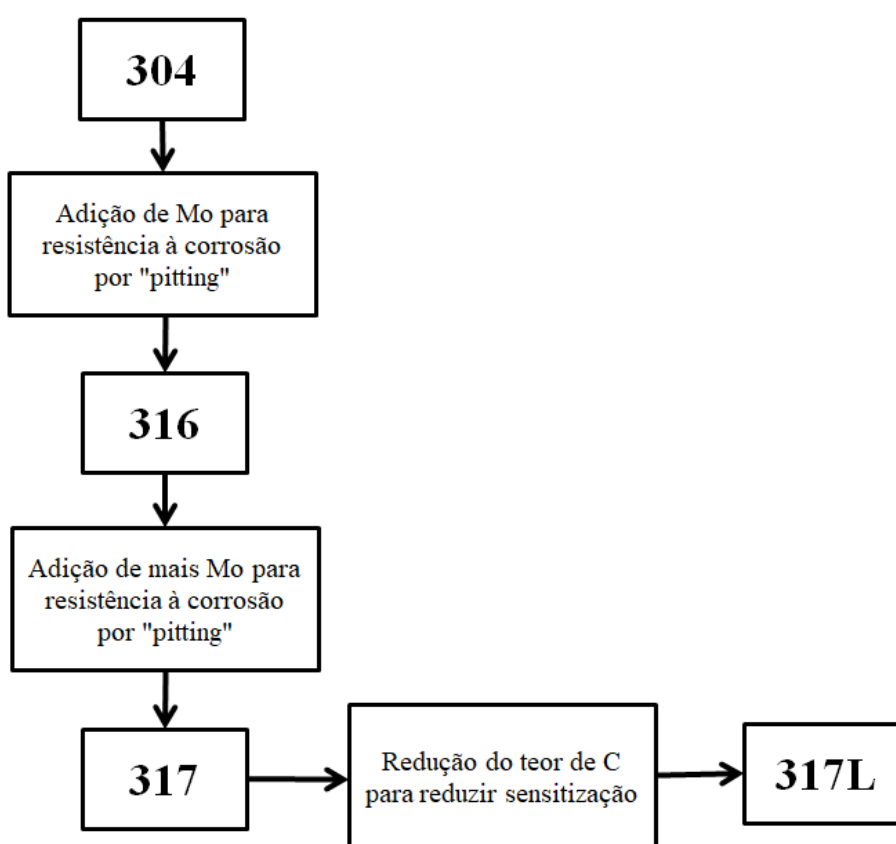 304
Adição de Mo para
resistência à corrosão
por "pitting"
316
Adição de mais Mo para
resistência à corrosão
por "pitting"
317
Redução do teor de C
para reduzir sensitização
317L